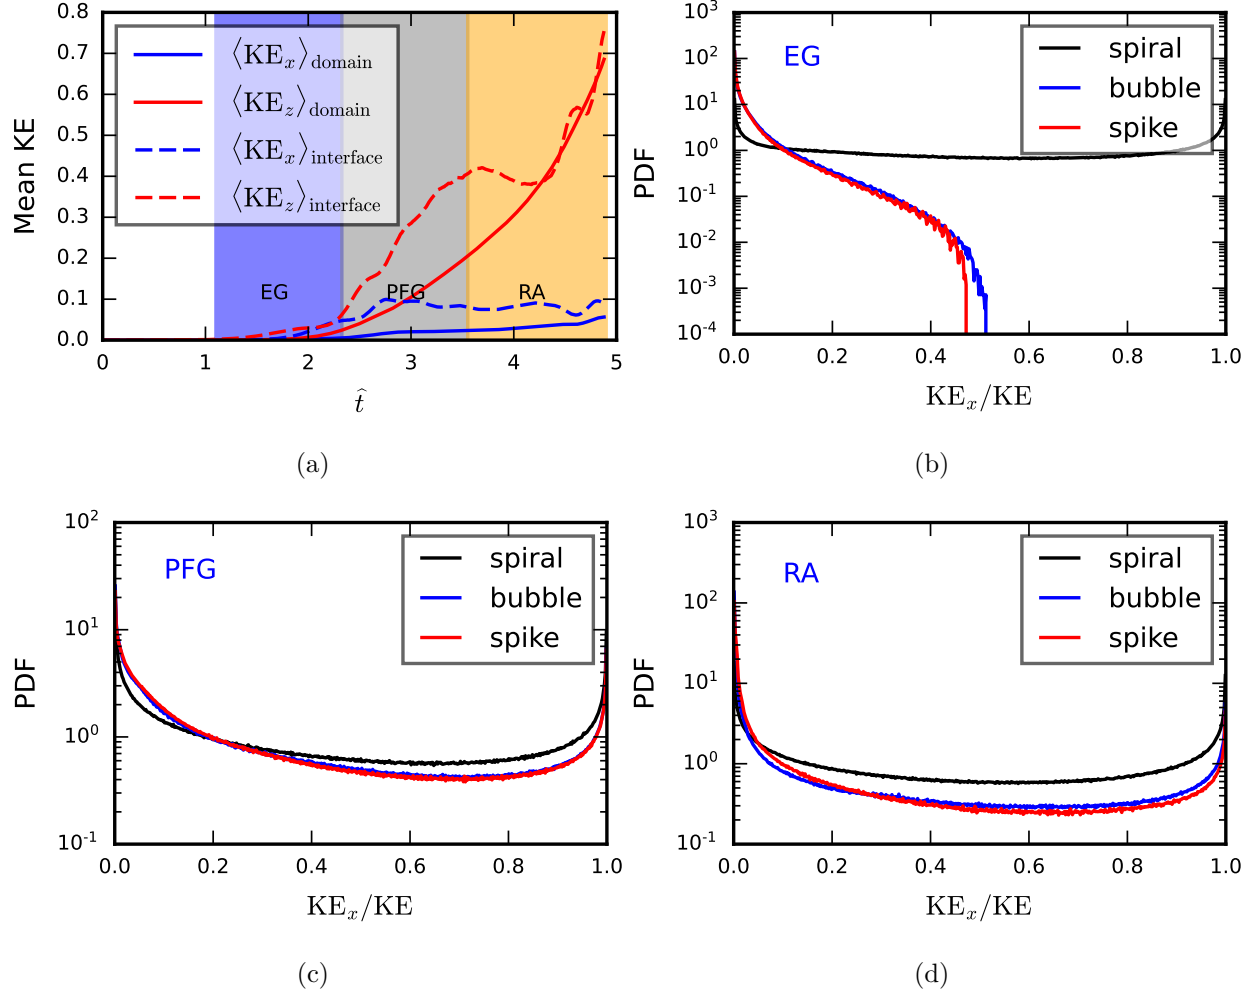 0.8
0.7
0.6
0.5
0.4
0.3
0.2
0.1
0.0
Mean KE
⟨KE_x⟩_domain
⟨KE_z⟩_domain
⟨KE_x⟩_interface
⟨KE_z⟩_interface
EG
PFG
RA
0 1 2 3 4 5
t̂
(a)
10^3
10^2
10^1
10^0
10^-1
10^-2
10^-3
10^-4
PDF
EG
spiral
bubble
spike
0.0 0.2 0.4 0.6 0.8 1.0
KE_x/KE
(b)
10^2
10^1
10^0
10^-1
PDF
PFG
spiral
bubble
spike
0.0 0.2 0.4 0.6 0.8 1.0
KE_x/KE
(c)
10^3
10^2
10^1
10^0
10^-1
PDF
RA
spiral
bubble
spike
0.0 0.2 0.4 0.6 0.8 1.0
KE_x/KE
(d)